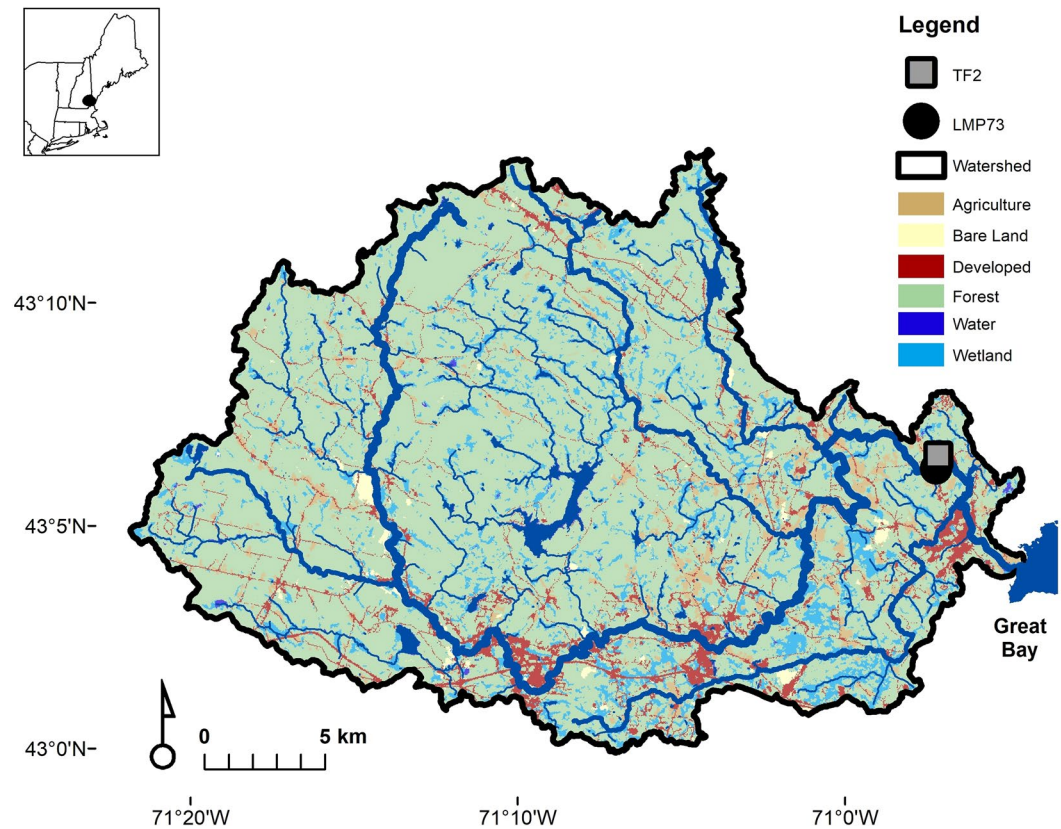 Legend
TF2
LMP73
Watershed
Agriculture
Bare Land
Developed
Forest
Water
Wetland
43°10'N
43°5'N
43°0'N
Great
Bay
0 5 km
71°20'W 71°10'W 71°0'W